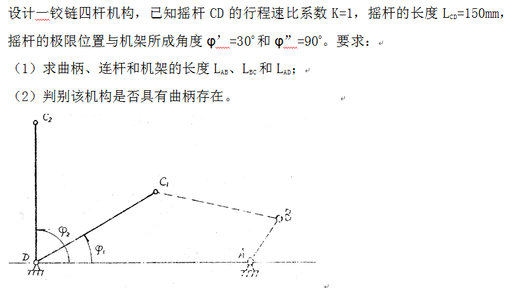 设计一铰链四杆机构，已知摇杆 CD 的行程速比系数 K=1，摇杆的长度 L_CD=150mm，
摇杆的极限位置与机架所成角度 φ’=30°和 φ”=90°。要求：
（1）求曲柄、连杆和机架的长度 L_AB、L_BC 和 L_AD；
（2）判别该机构是否具有曲柄存在。
C₂
C₁
B
φ₂
D
φ₁
A